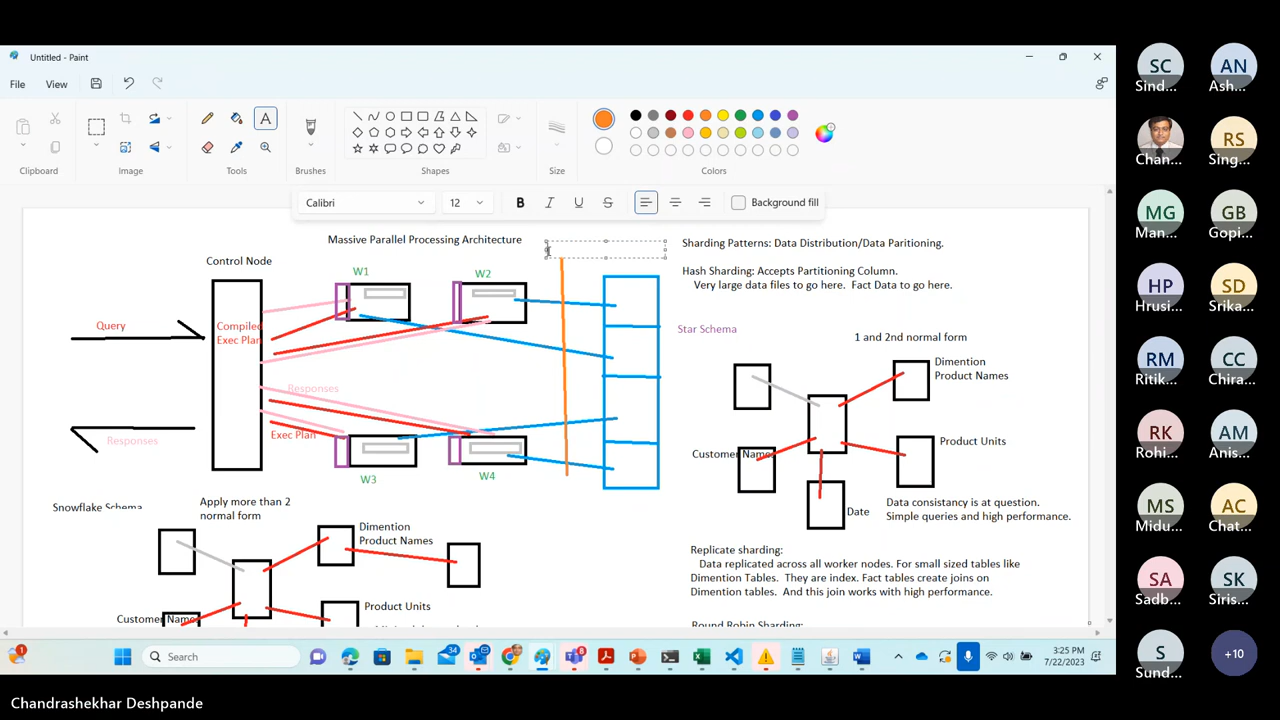 Untitled - Paint
File
View
Clipboard
Image
Tools
Brushes
Shapes
Size
Colors
Calibri
12
B
I
U
S
Background fill
A
Massive Parallel Processing Architecture
Control Node
W1
W2
Query
Compiled
Exec Plan
Responses
Responses
Exec Plan
W3
W4
Sharding Patterns: Data Distribution/Data Paritioning.
Hash Sharding: Accepts Partitioning Column.
Very large data files to go here. Fact Data to go here.
Star Schema
1 and 2nd normal form
Dimention
Product Names
Product Units
Customer Name
Date
Data consistancy is at question.
Simple queries and high performance.
Snowflake Schema
Apply more than 2
normal form
Dimention
Product Names
Product Units
Customer Name
Replicate sharding:
Data replicated across all worker nodes. For small sized tables like
Dimention Tables. They are index. Fact tables create joins on
Dimention tables. And this join works with high performance.
Round Robin Sharding:
SC
Sind...
AN
Ash...
Chan...
RS
Sing...
MG
Man...
GB
Gopi...
HP
Hrusi...
SD
Srika...
RM
Ritik...
CC
Chira...
RK
Rohi...
AM
Anis...
MS
Midu...
AC
Chat...
SA
Sadb...
SK
Siris...
S
Sund...
+10
1
Search
34
8
3:25 PM
7/22/2023
Chandrashekhar Deshpande